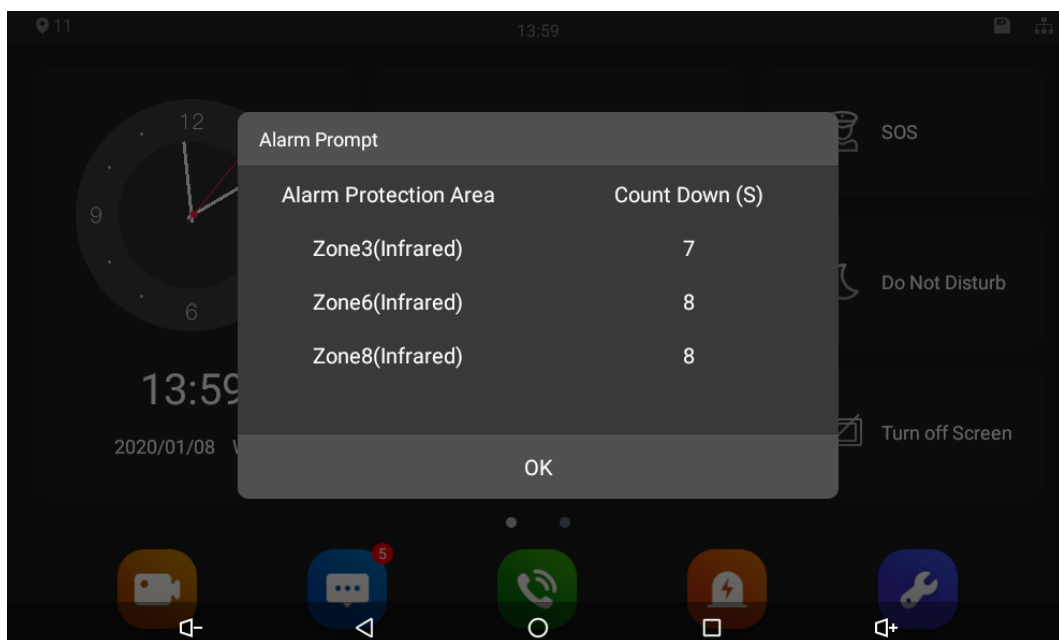 11
13:59
12
9
6
13:59
2020/01/08
Alarm Prompt
Alarm Protection Area Count Down (S)
Zone3(Infrared) 7
Zone6(Infrared) 8
Zone8(Infrared) 8
OK
SOS
Do Not Disturb
Turn off Screen
5